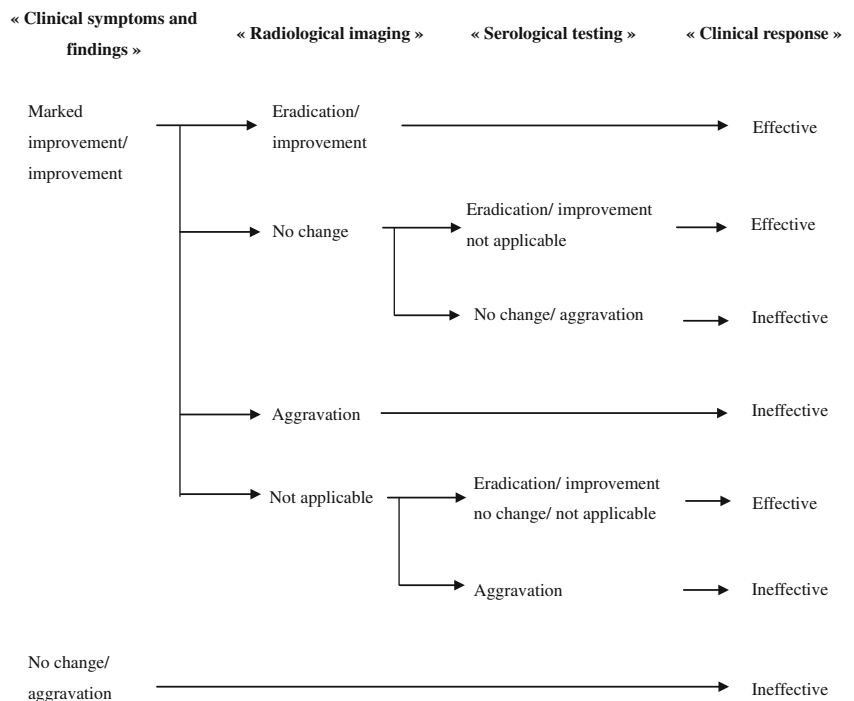 « Clinical symptoms and
findings »
« Radiological imaging »
« Serological testing »
« Clinical response »
Marked
improvement/
improvement
Eradication/
improvement
Effective
No change
Eradication/ improvement
not applicable
Effective
No change/ aggravation
Ineffective
Aggravation
Ineffective
Not applicable
Eradication/ improvement
no change/ not applicable
Effective
Aggravation
Ineffective
No change/
aggravation
Ineffective